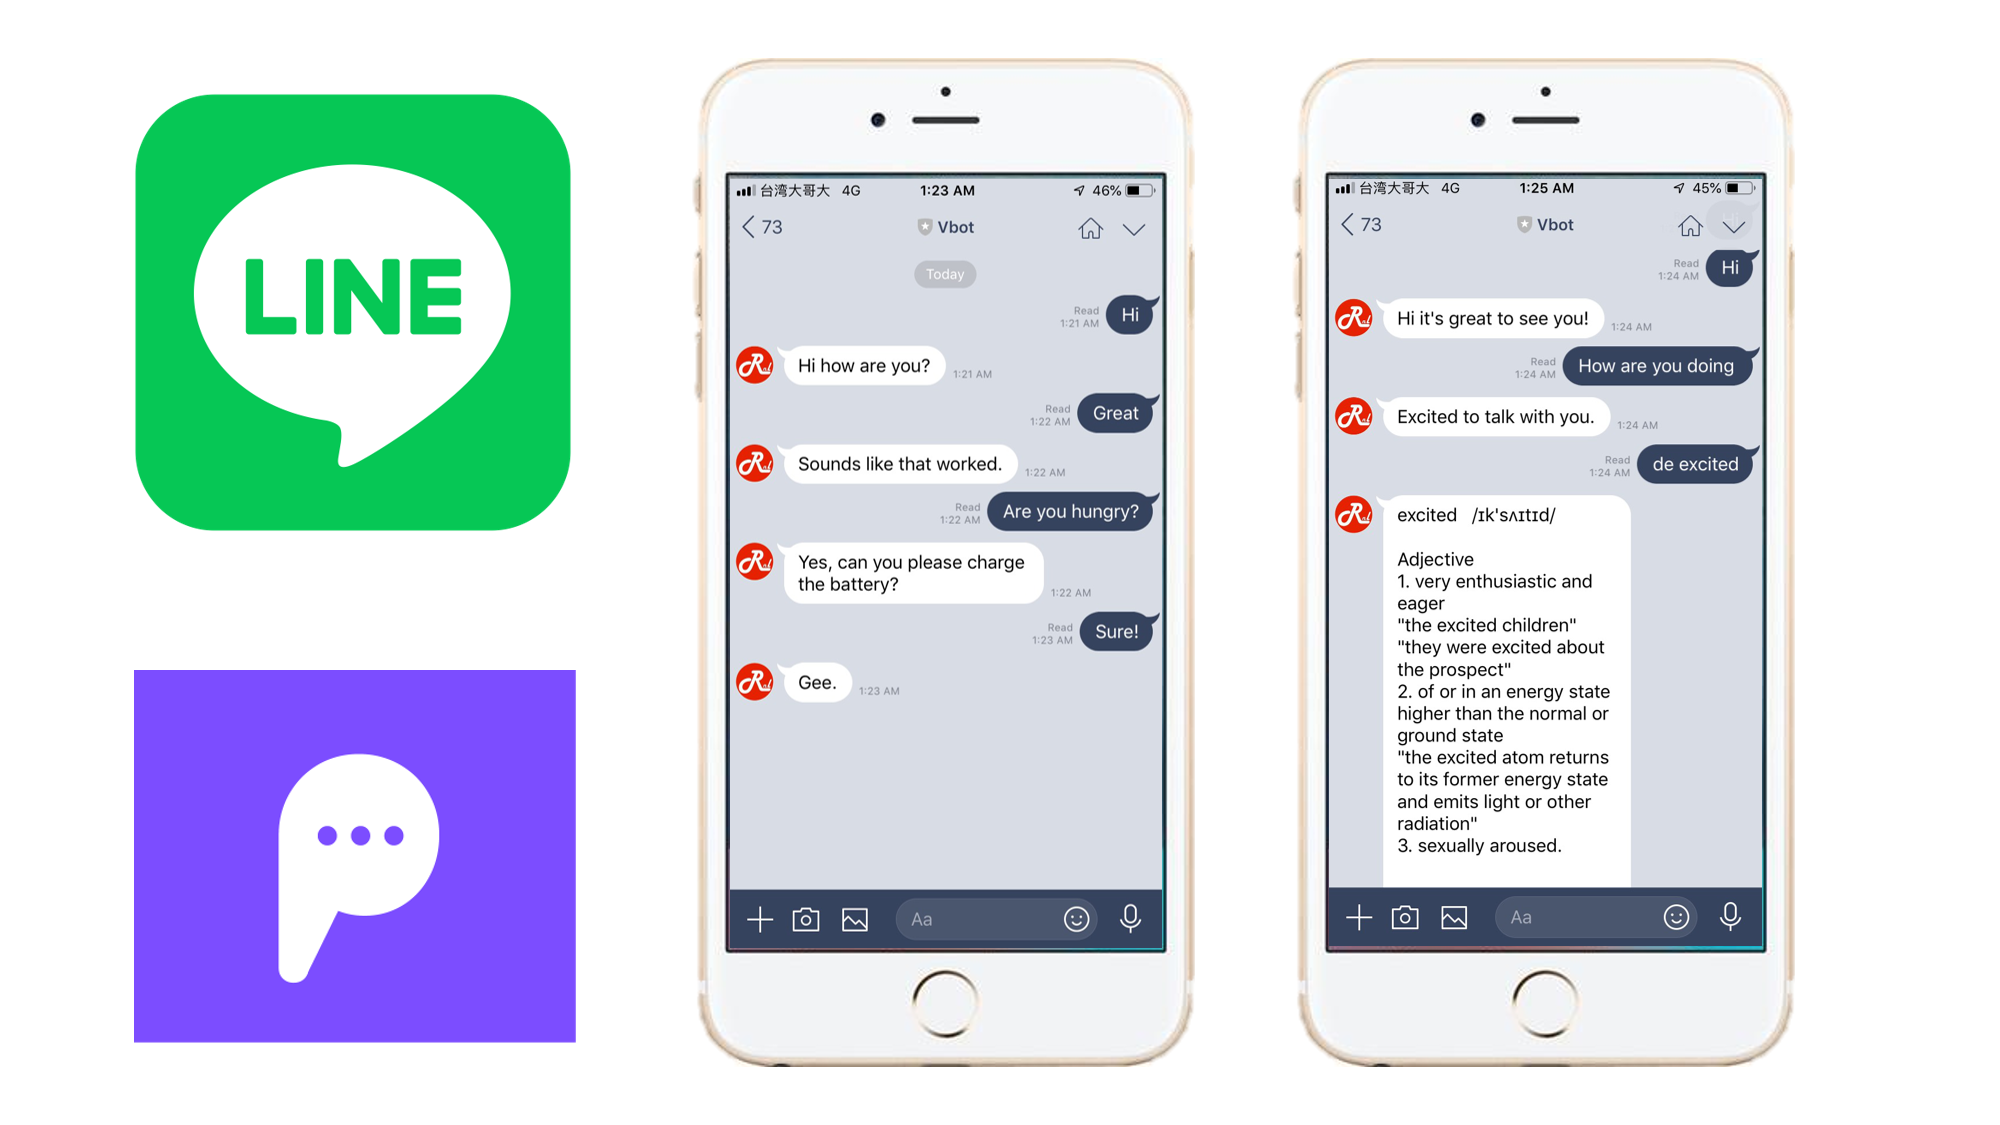 LINE
台湾大哥大 4G 1:23 AM 46%
73 Vbot
Today
Read
1:21 AM
Hi
Hi how are you?
1:21 AM
Read
1:22 AM
Great
Sounds like that worked.
1:22 AM
Read
1:22 AM
Are you hungry?
Yes, can you please charge
the battery?
1:22 AM
Read
1:23 AM
Sure!
Gee.
1:23 AM
Aa
台湾大哥大 4G 1:25 AM 45%
73 Vbot
Read
1:24 AM
Hi
Hi it's great to see you!
1:24 AM
Read
1:24 AM
How are you doing
Excited to talk with you.
1:24 AM
Read
1:24 AM
de excited
excited /ɪk'sʌɪtɪd/
Adjective
1. very enthusiastic and
eager
"the excited children"
"they were excited about
the prospect"
2. of or in an energy state
higher than the normal or
ground state
"the excited atom returns
to its former energy state
and emits light or other
radiation"
3. sexually aroused.
Aa